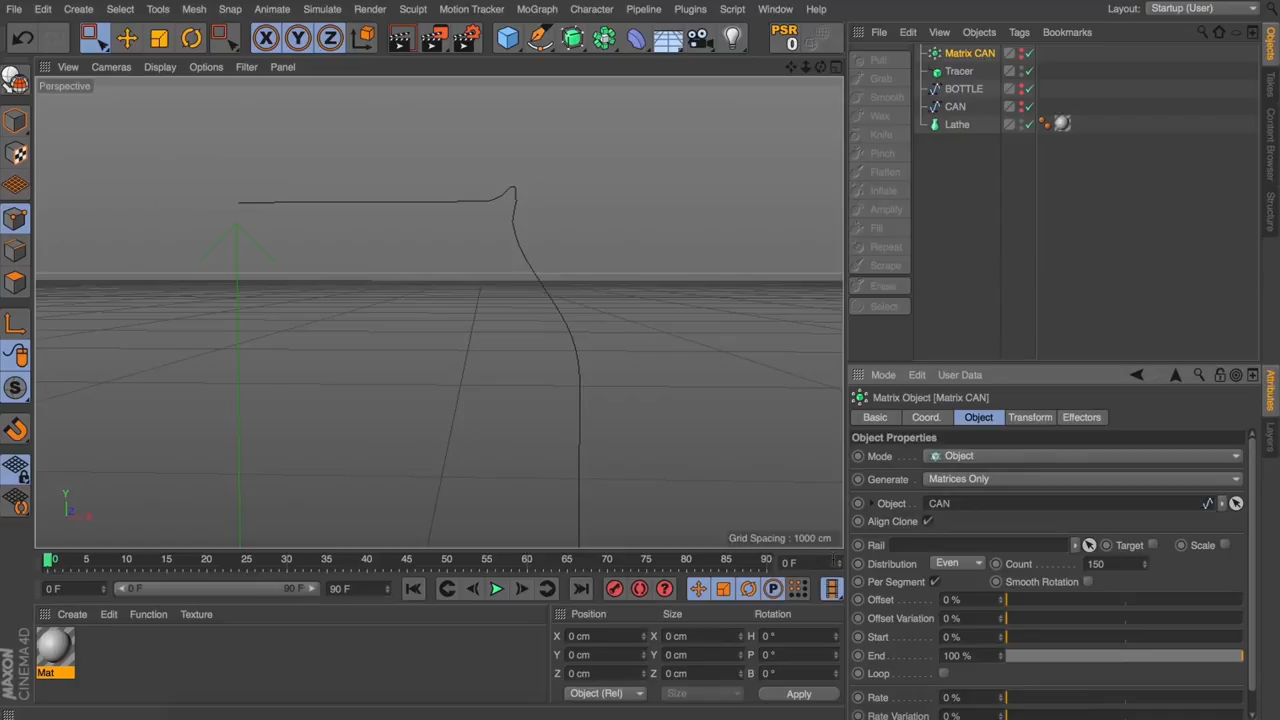 File Edit Create Select Tools Mesh Snap Animate Simulate Render Sculpt Motion Tracker MoGraph Character Pipeline Plugins Script Window Help
Layout: Startup (User)
PSR
0
File Edit View Objects Tags Bookmarks
View Cameras Display Options Filter Panel
Perspective
Pull
Grab
Smooth
Wax
Knife
Pinch
Flatten
Inflate
Amplify
Fill
Repeat
Scrape
Erase
Select
Matrix CAN
Tracer
BOTTLE
CAN
Lathe
Objects
Takes
Content Browser
Structure
Mode Edit User Data
Matrix Object [Matrix CAN]
Basic Coord. Object Transform Effectors
Object Properties
Mode Object
Generate Matrices Only
Object CAN
Align Clone
Rail Target Scale
Distribution Even Count 150
Per Segment Smooth Rotation
Offset 0 %
Offset Variation 0 %
Start 0 %
End 100 %
Loop
Rate 0 %
Rate Variation 0 %
Attributes
Layers
Y
Z X
Grid Spacing : 1000 cm
0 5 10 15 20 25 30 35 40 45 50 55 60 65 70 75 80 85 90 0 F
0 F 0 F 90 F 90 F
Create Edit Function Texture
Mat
Position Size Rotation
X 0 cm X 0 cm H 0 °
Y 0 cm Y 0 cm P 0 °
Z 0 cm Z 0 cm B 0 °
Object (Rel) Size Apply
MAXON
CINEMA4D